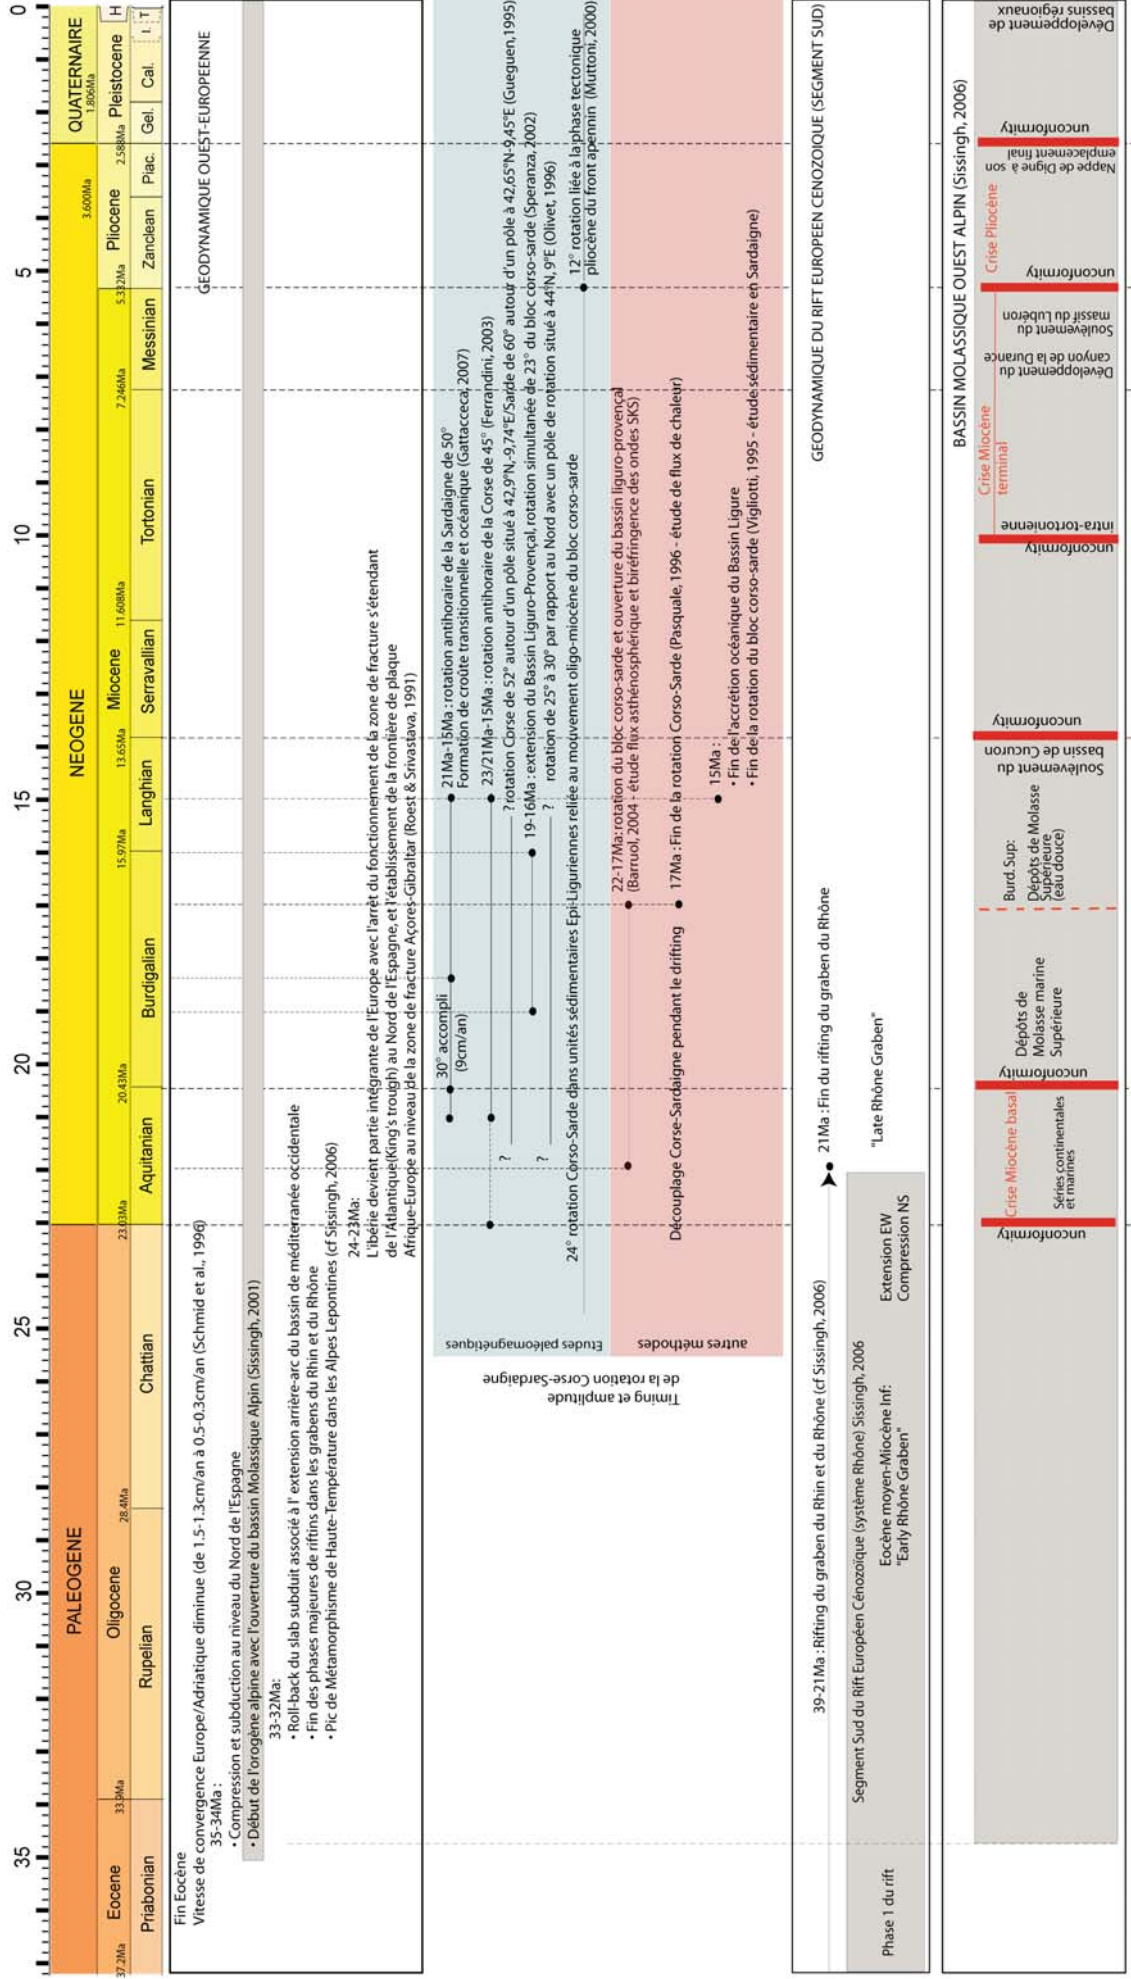 35
30
25
20
15
10
5
0
PALEOGENE
NEOGENE
QUATERNAIRE
1.806Ma
3.600Ma
37.2Ma
Eocene
33.9Ma
Oligocene
28.4Ma
23.03Ma
20.43Ma
15.97Ma
13.65Ma
Miocene
11.608Ma
7.246Ma
5.332Ma
Pliocene
2.588Ma
Pleistocene
H
Priabonian
Rupelian
Chattian
Aquitanian
Burdigalian
Langhian
Serravallian
Tortonian
Messinian
Zanclean
Piac.
Gel.
Cal.
I.
T
GEODYNAMIQUE OUEST-EUROPEENNE
Fin Eocène
Vitesse de convergence Europe/Adriatique diminue (de 1.5-1.3cm/an à 0.5-0.3cm/an (Schmid et al., 1996)
35-34Ma :
• Compression et subduction au niveau du Nord de l'Espagne
• Début de l'orogène alpine avec l'ouverture du bassin Molassique Alpin (Sissingh, 2001)
33-32Ma:
• Roll-back du slab subduit associé à l' extension arrière-arc du bassin de méditerranée occidentale
• Fin des phases majeures de riftins dans les grabens du Rhin et du Rhône
• Pic de Métamorphisme de Haute-Température dans les Alpes Lepontines (cf Sissingh, 2006)
24-23Ma:
L'ibérie devient partie intégrante de l'Europe avec l'arrêt du fonctionnement de la zone de fracture s'étendant
de l'Atlantique(King's trough) au Nord de l'Espagne, et l'établissement de la frontière de plaque
Afrique-Europe au niveau de la zone de fracture Açores-Gibraltar (Roest & Srivastava, 1991)
Timing et amplitude
de la rotation Corse-Sardaigne
Etudes paléomagnétiques
autres méthodes
30° accompli
(9cm/an)
21Ma-15Ma : rotation antihoraire de la Sardaigne de 50°
Formation de croûte transitionnelle et océanique (Gattacceca, 2007)
23/21Ma-15Ma : rotation antihoraire de la Corse de 45° (Ferrandini, 2003)
?
? rotation Corse de 52° autour d'un pôle situé à 42,9°N,-9,74°E/Sarde de 60° autour d'un pôle à 42,65°N-9,45°E (Gueguen,1995)
19-16Ma : extension du Bassin Liguro-Provençal, rotation simultanée de 23° du bloc corso-sarde (Speranza, 2002)
?
?
rotation de 25° à 30° par rapport au Nord avec un pôle de rotation situé à 44°N, 9°E (Olivet, 1996)
24° rotation Corso-Sarde dans unités sédimentaires Epi-Liguriennes reliée au mouvement oligo-miocène du bloc corso-sarde
12° rotation liée à la phase tectonique
pliocène du front apennin (Muttoni, 2000)
22-17Ma: rotation du bloc corso-sarde et ouverture du bassin liguro-provençal
(Barruol, 2004 - étude flux asthénosphérique et biréfringence des ondes SKS)
Découplage Corse-Sardaigne pendant le drifting
17Ma : Fin de la rotation Corso-Sarde (Pasquale, 1996 - étude de flux de chaleur)
15Ma :
• Fin de l'accrétion océanique du Bassin Ligure
• Fin de la rotation du bloc corso-sarde (Vigliotti, 1995 - étude sédimentaire en Sardaigne)
GEODYNAMIQUE DU RIFT EUROPEEN CENOZOIQUE (SEGMENT SUD)
39-21Ma : Rifting du graben du Rhin et du Rhône (cf Sissingh, 2006)
21Ma : Fin du rifting du graben du Rhône
Segment Sud du Rift Européen Cénozoïque (système Rhône) Sissingh, 2006
Phase 1 du rift
Eocène moyen-Miocène Inf:
"Early Rhône Graben"
Extension EW
Compression NS
"Late Rhône Graben"
BASSIN MOLASSIQUE OUEST ALPIN (Sissingh, 2006)
unconformity
Crise Miocène basal
Séries continentales
et marines
unconformity
Dépôts de
Molasse marine
Supérieure
Burd. Sup:
Dépôts de Molasse
Supérieure
(eau douce)
Soulèvement du
bassin de Cucuron
unconformity
unconformity
intra-tortonienne
Crise Miocène
terminal
Développement du
canyon de la Durance
Soulèvement du
massif du Lubéron
unconformity
Crise Pliocène
Nappe de Digne à son
emplacement final
unconformity
Développement de
bassins régionaux